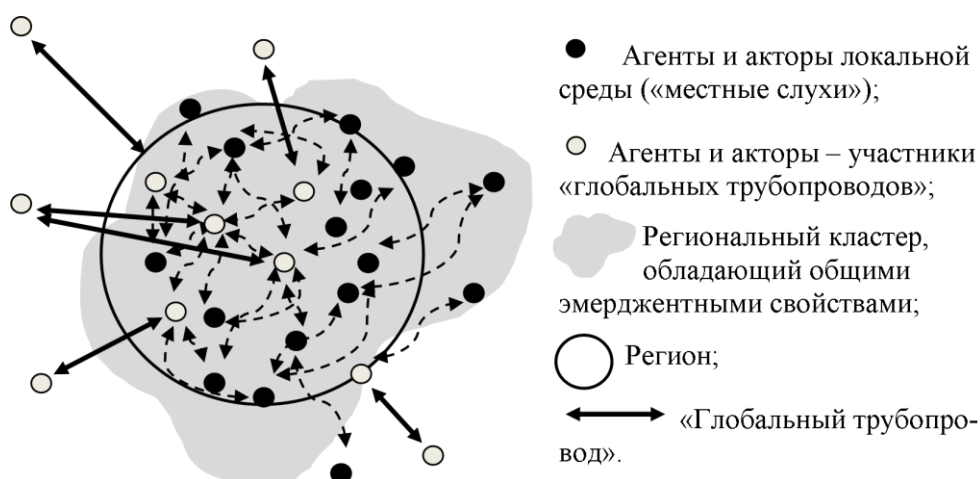 Агенты и акторы локальной
среды («местные слухи»);
Агенты и акторы – участники
«глобальных трубопроводов»;
Региональный кластер,
обладающий общими
эмерджентными свойствами;
Регион;
«Глобальный трубопро-
вод».